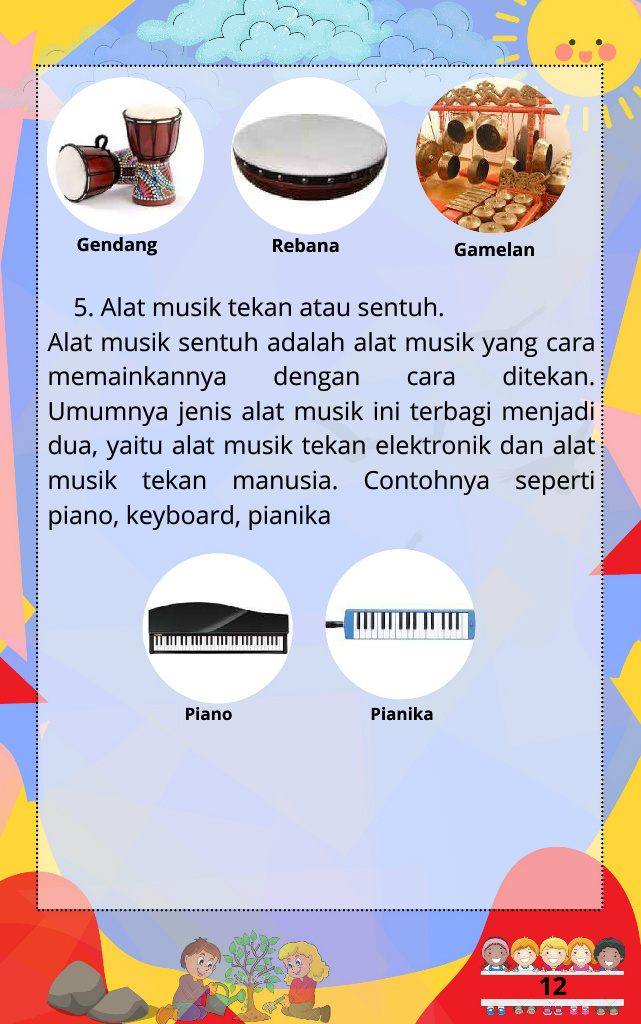 Gendang
Rebana
Gamelan
5. Alat musik tekan atau sentuh.
Alat musik sentuh adalah alat musik yang cara
memainkannya dengan cara ditekan.
Umumnya jenis alat musik ini terbagi menjadi
dua, yaitu alat musik tekan elektronik dan alat
musik tekan manusia. Contohnya seperti
piano, keyboard, pianika
Piano
Pianika
12